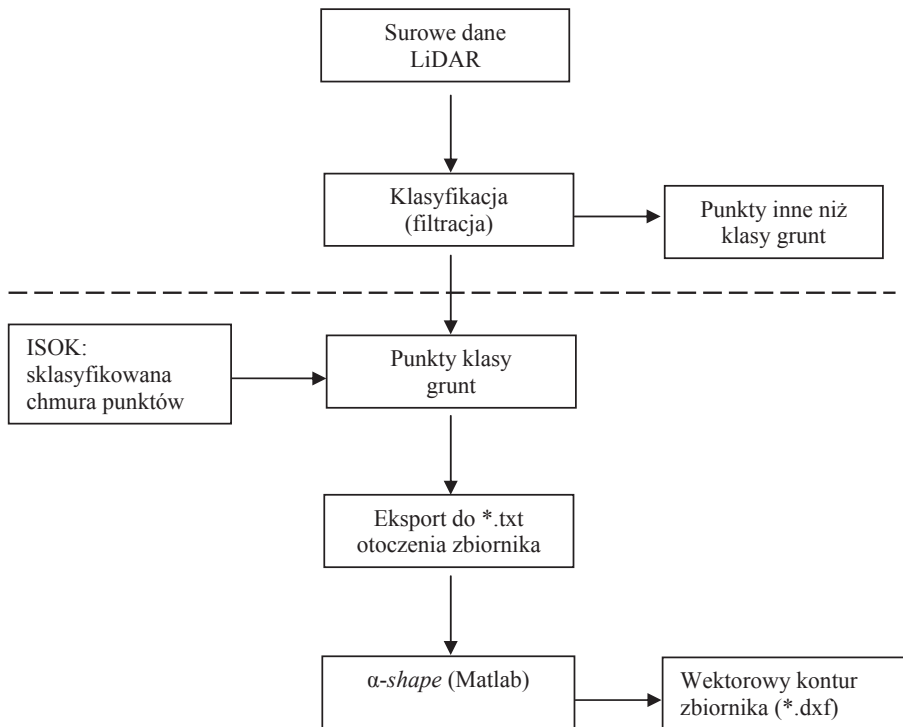 Surowe dane
LiDAR
Klasyfikacja
(filtracja)
Punkty inne niż
klasy grunt
ISOK:
sklasyfikowana
chmura punktów
Punkty klasy
grunt
Eksport do *.txt
otoczenia zbiornika
α-shape (Matlab)
Wektorowy kontur
zbiornika (*.dxf)